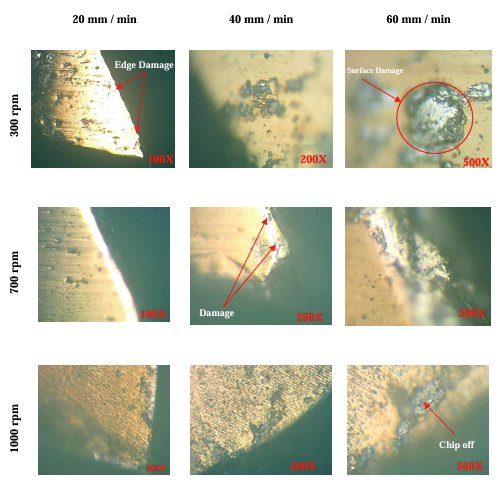 20 mm / min 40 mm / min 60 mm / min
300 rpm
Edge Damage
100X
200X
Surface Damage
500X
700 rpm
100X
Damage
200X
500X
1000 rpm
100X
200X
Chip off
500X